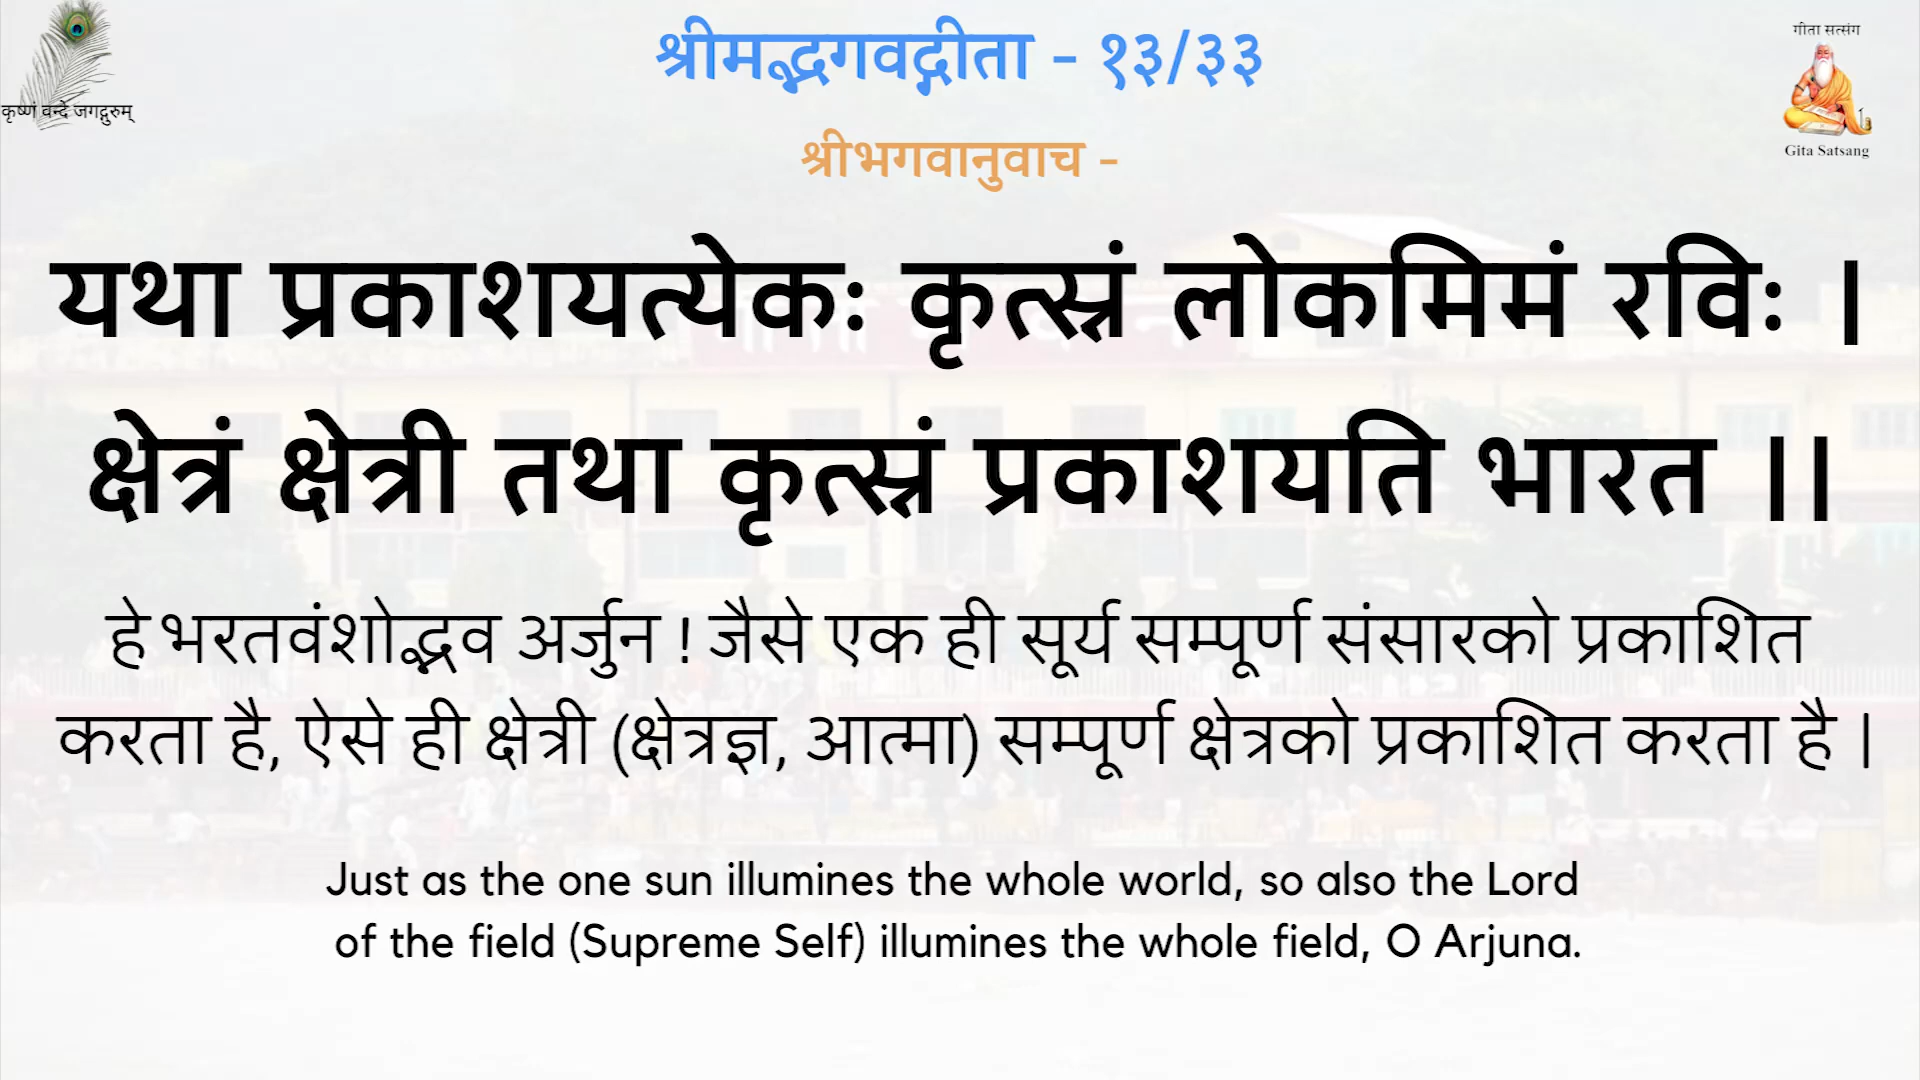 श्रीमद्भगवद्गीता - १३/३३
गीता सत्संग
कृष्णं वन्दे जगद्गुरुम्
Gita Satsang
श्रीभगवानुवाच -
यथा प्रकाशयत्येकः कृत्स्नं लोकमिमं रविः |
क्षेत्रं क्षेत्री तथा कृत्स्नं प्रकाशयति भारत ||
हे भरतवंशोद्भव अर्जुन ! जैसे एक ही सूर्य सम्पूर्ण संसारको प्रकाशित
करता है, ऐसे ही क्षेत्री (क्षेत्रज्ञ, आत्मा) सम्पूर्ण क्षेत्रको प्रकाशित करता है |
Just as the one sun illumines the whole world, so also the Lord
of the field (Supreme Self) illumines the whole field, O Arjuna.